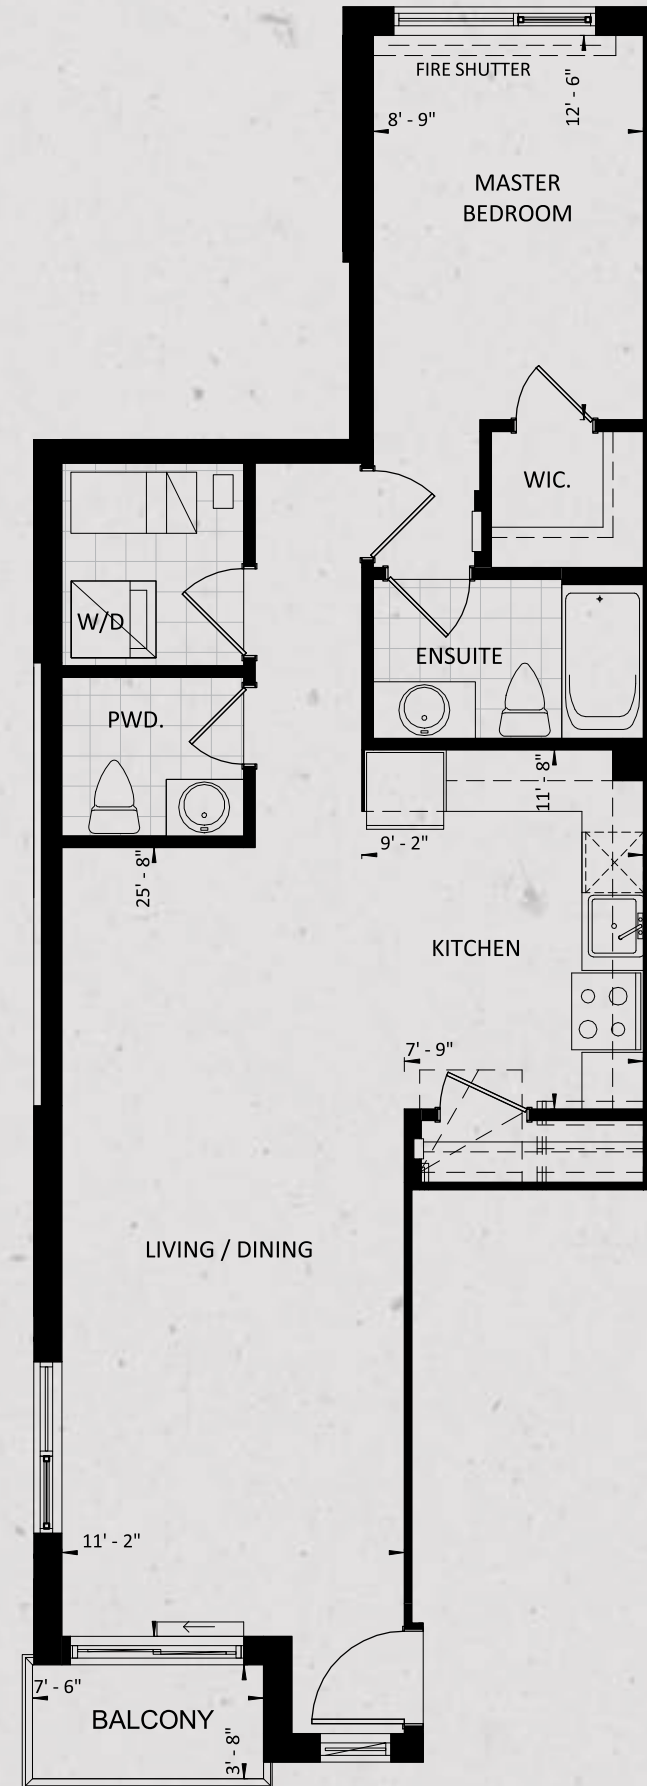 FIRE SHUTTER
12' - 6"
8' - 9"
MASTER
BEDROOM
WIC.
W/D
ENSUITE
PWD.
11' - 8"
9' - 2"
25' - 8"
KITCHEN
7' - 9"
LIVING / DINING
11' - 2"
7' - 6"
BALCONY
3' - 8"